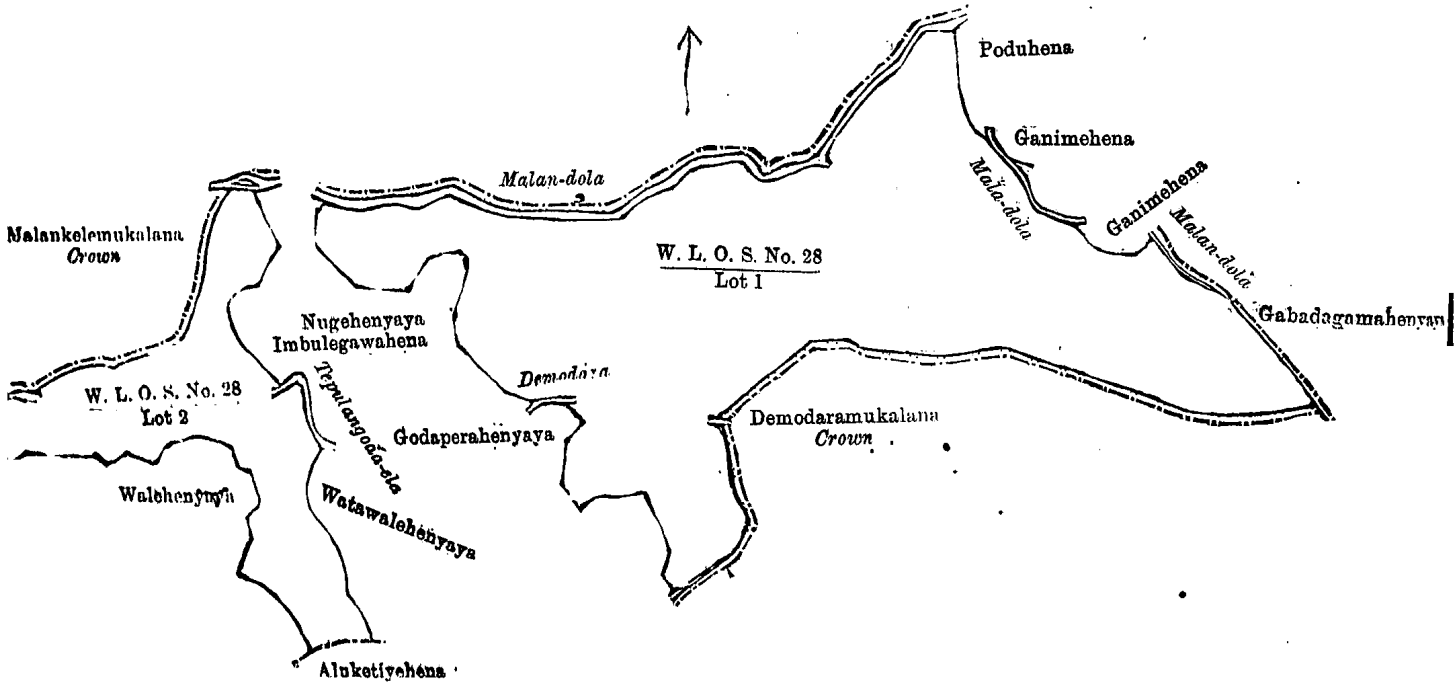 Poduhena
Ganimehena
Malan-dola
Mala-dola
Ganimehena
Malan-dola
Malankelemukalana
Crown
W. L. O. S. No. 28
Lot 1
Gabadagamahenyaya
Nugehenyaya
Imbulegawahena
Demodara
W. L. O. S. No. 28
Lot 2
Tepulangoda-ela
Godaperahenyaya
Demodaramukalana
Crown
Walehenyaya
Watawalehenyaya
Aluketiyehena